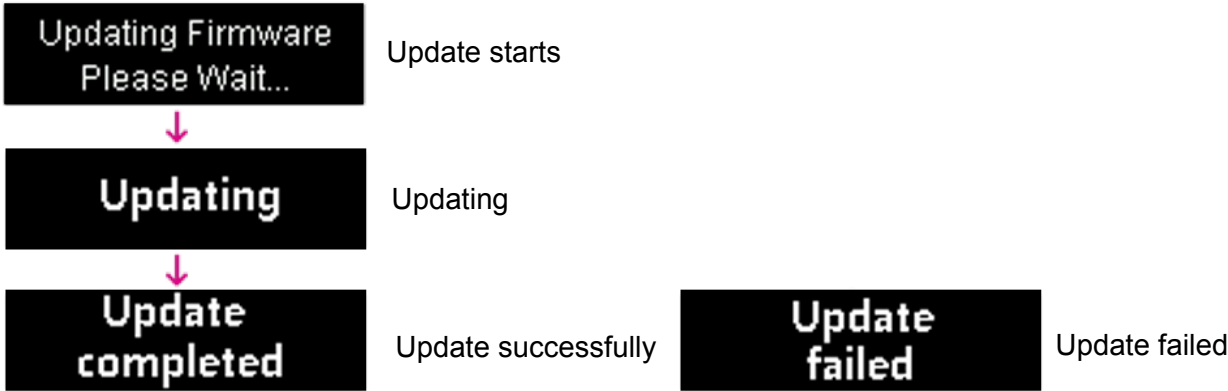 Updating Firmware
Please Wait...
Update starts
Updating
Updating
Update
completed
Update successfully
Update
failed
Update failed